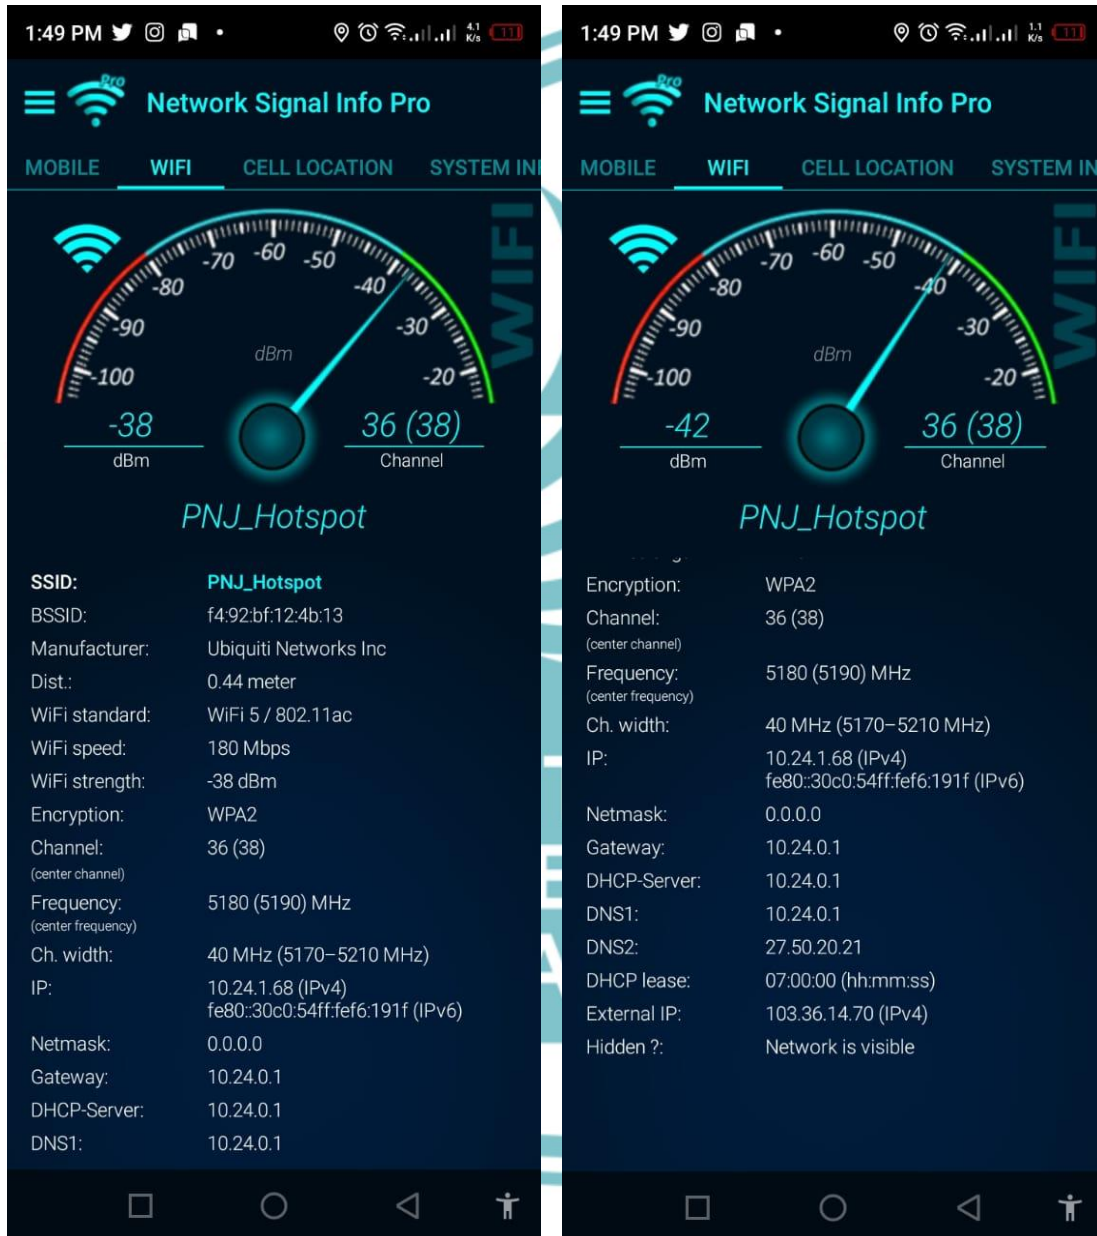 1:49 PM
4.1 K/s
11
Pro
Network Signal Info Pro
MOBILE WIFI CELL LOCATION SYSTEM IN
WIFI
-100 -90 -80 -70 -60 -50 -40 -30 -20
dBm
-38 36 (38)
dBm Channel
PNJ_Hotspot
SSID: PNJ_Hotspot
BSSID: f4:92:bf:12:4b:13
Manufacturer: Ubiquiti Networks Inc
Dist.: 0.44 meter
WiFi standard: WiFi 5 / 802.11ac
WiFi speed: 180 Mbps
WiFi strength: -38 dBm
Encryption: WPA2
Channel: 36 (38)
(center channel)
Frequency: 5180 (5190) MHz
(center frequency)
Ch. width: 40 MHz (5170–5210 MHz)
IP: 10.24.1.68 (IPv4)
fe80::30c0:54ff:fef6:191f (IPv6)
Netmask: 0.0.0.0
Gateway: 10.24.0.1
DHCP-Server: 10.24.0.1
DNS1: 10.24.0.1
1:49 PM
1.1 K/s
11
Pro
Network Signal Info Pro
MOBILE WIFI CELL LOCATION SYSTEM IN
WIFI
-100 -90 -80 -70 -60 -50 -40 -30 -20
dBm
-42 36 (38)
dBm Channel
PNJ_Hotspot
Encryption: WPA2
Channel: 36 (38)
(center channel)
Frequency: 5180 (5190) MHz
(center frequency)
Ch. width: 40 MHz (5170–5210 MHz)
IP: 10.24.1.68 (IPv4)
fe80::30c0:54ff:fef6:191f (IPv6)
Netmask: 0.0.0.0
Gateway: 10.24.0.1
DHCP-Server: 10.24.0.1
DNS1: 10.24.0.1
DNS2: 27.50.20.21
DHCP lease: 07:00:00 (hh:mm:ss)
External IP: 103.36.14.70 (IPv4)
Hidden ?: Network is visible